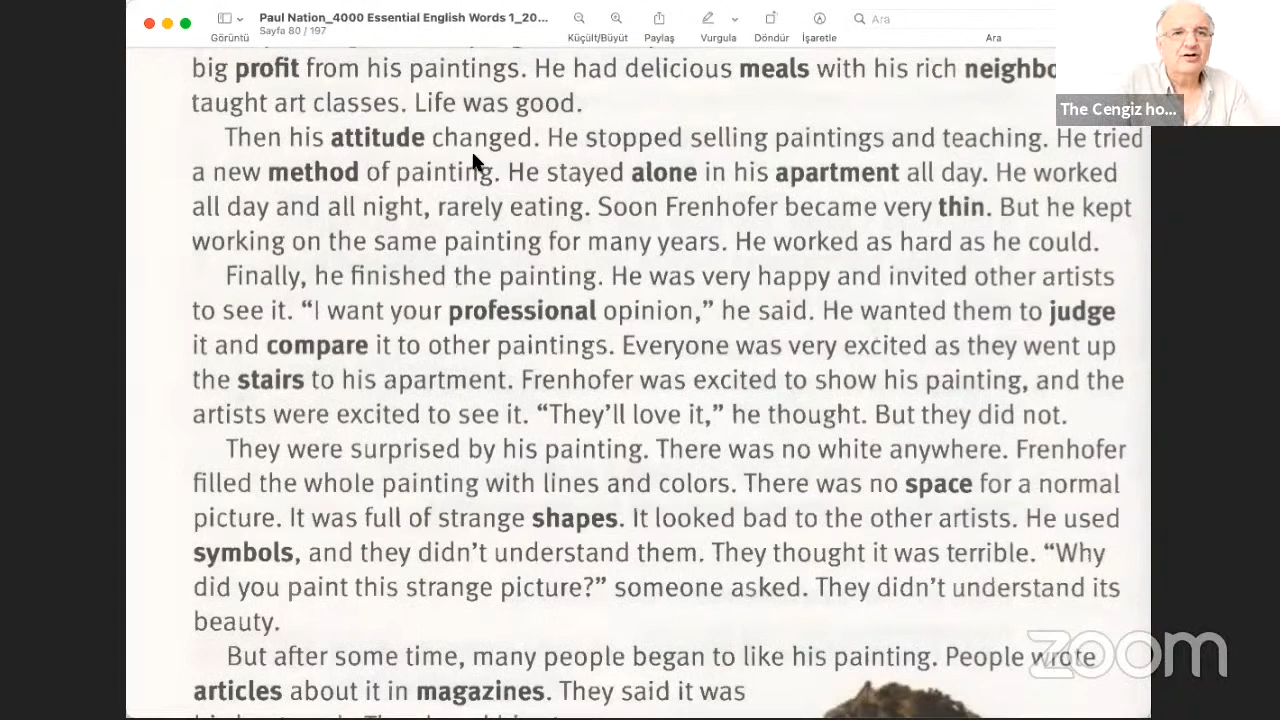 Paul Nation_4000 Essential English Words 1_20...
Sayfa 80 / 197
Görüntü
Küçült/Büyüt
Paylaş
Vurgula
Döndür
İşaretle
Ara
Ara
The Cengiz ho...
big profit from his paintings. He had delicious meals with his rich neighbo
taught art classes. Life was good.
Then his attitude changed. He stopped selling paintings and teaching. He tried
a new method of painting. He stayed alone in his apartment all day. He worked
all day and all night, rarely eating. Soon Frenhofer became very thin. But he kept
working on the same painting for many years. He worked as hard as he could.
Finally, he finished the painting. He was very happy and invited other artists
to see it. “I want your professional opinion,” he said. He wanted them to judge
it and compare it to other paintings. Everyone was very excited as they went up
the stairs to his apartment. Frenhofer was excited to show his painting, and the
artists were excited to see it. “They’ll love it,” he thought. But they did not.
They were surprised by his painting. There was no white anywhere. Frenhofer
filled the whole painting with lines and colors. There was no space for a normal
picture. It was full of strange shapes. It looked bad to the other artists. He used
symbols, and they didn’t understand them. They thought it was terrible. “Why
did you paint this strange picture?” someone asked. They didn’t understand its
beauty.
But after some time, many people began to like his painting. People wrote
articles about it in magazines. They said it was
zoom